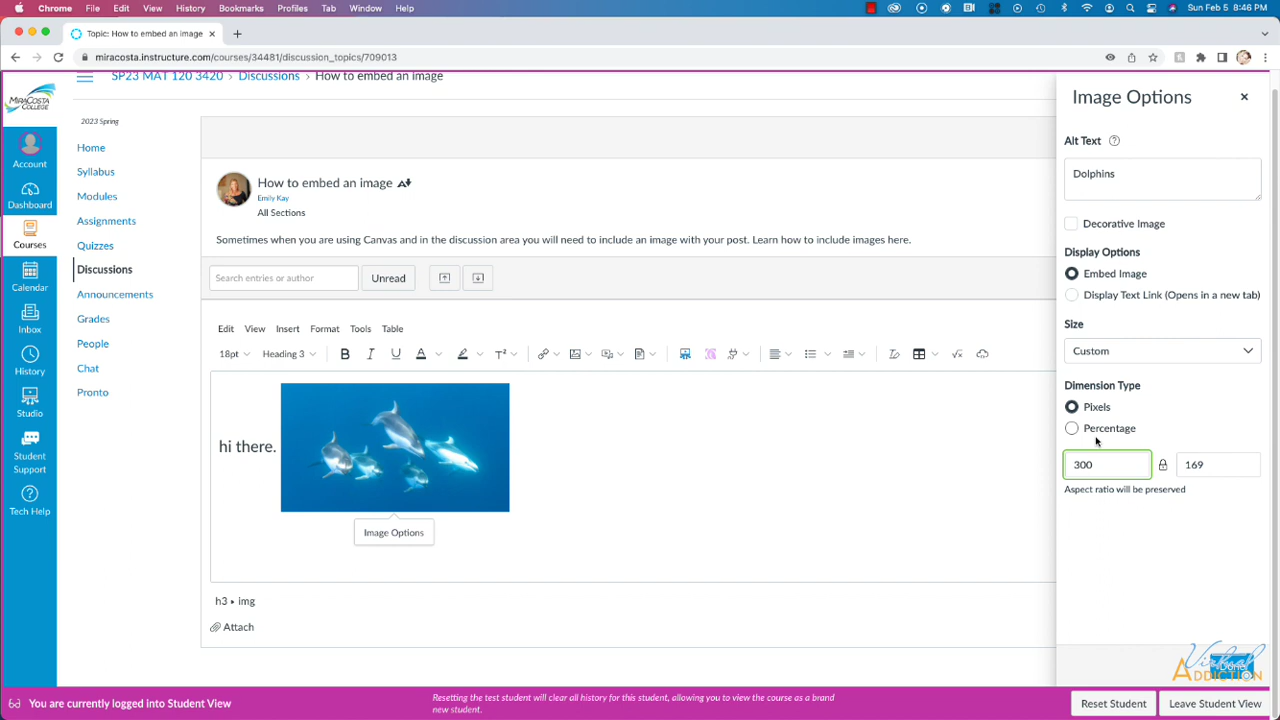 Chrome File Edit View History Bookmarks Profiles Tab Window Help Sun Feb 5 8:46 PM
Topic: How to embed an image
miracosta.instructure.com/courses/34481/discussion_topics/709013
SP23 MAT 120 3420 › Discussions › How to embed an image
MIRACOSTA COLLEGE
Account
Dashboard
Courses
Calendar
Inbox
History
Studio
Student Support
Tech Help
2023 Spring
Home
Syllabus
Modules
Assignments
Quizzes
Discussions
Announcements
Grades
People
Chat
Pronto
How to embed an image
Emily Kay
All Sections
Sometimes when you are using Canvas and in the discussion area you will need to include an image with your post. Learn how to include images here.
Search entries or author Unread
Edit View Insert Format Tools Table
18pt Heading 3 B I U A T²
hi there.
Image Options
h3 ▸ img
Attach
Image Options
Alt Text
Dolphins
Decorative Image
Display Options
Embed Image
Display Text Link (Opens in a new tab)
Size
Custom
Dimension Type
Pixels
Percentage
300 169
Aspect ratio will be preserved
Done
Virtual
ADDICTION
You are currently logged into Student View
Resetting the test student will clear all history for this student, allowing you to view the course as a brand
new student.
Reset Student Leave Student View